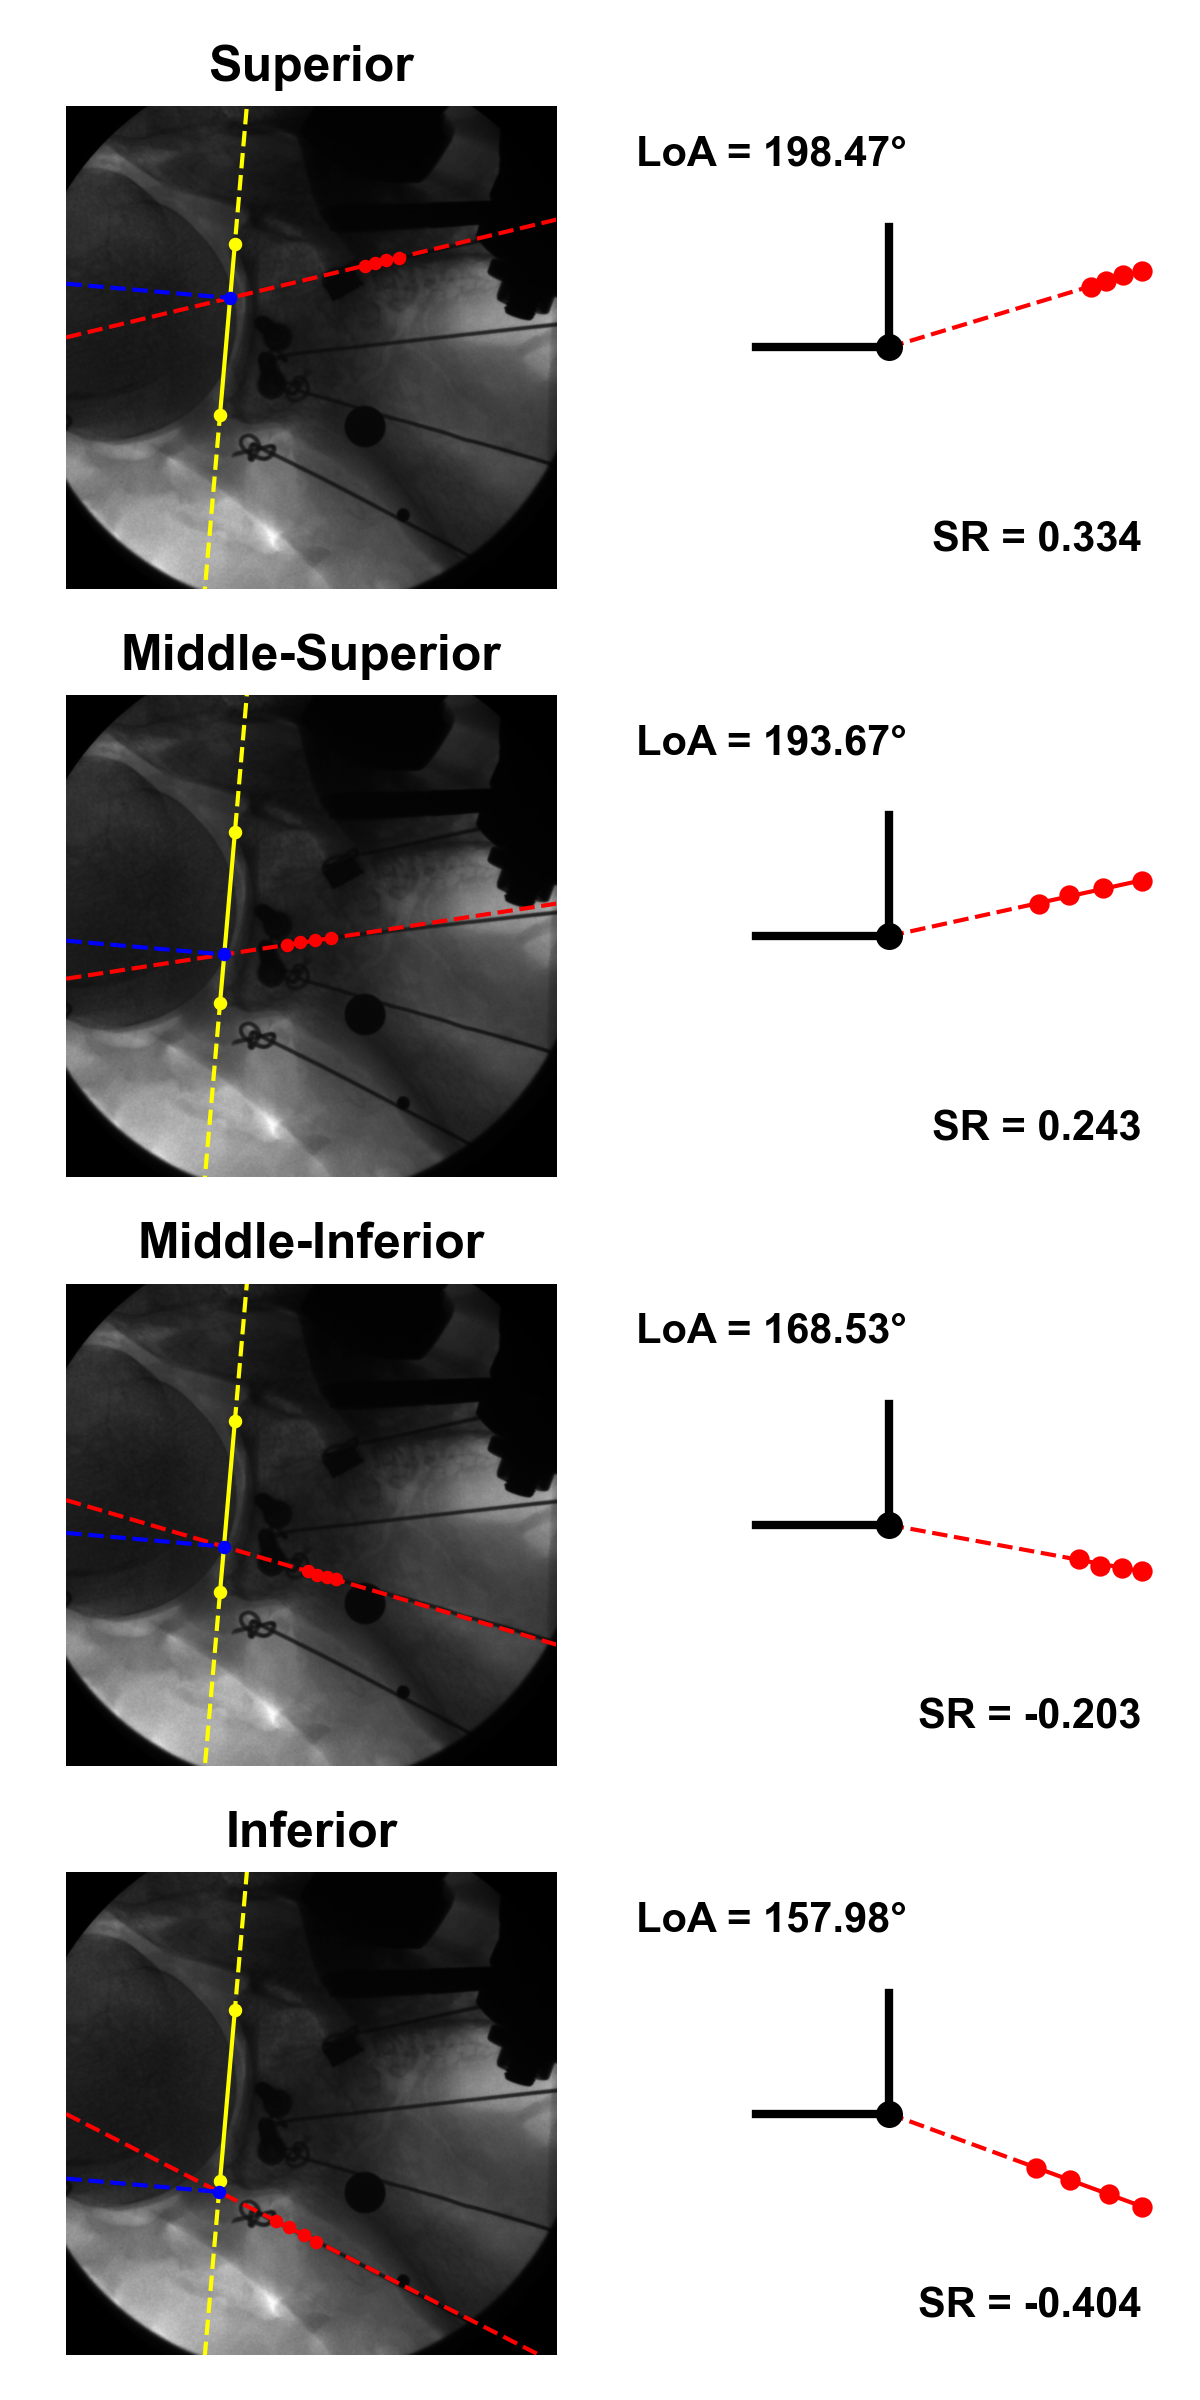 Superior
LoA = 198.47°
SR = 0.334
Middle-Superior
LoA = 193.67°
SR = 0.243
Middle-Inferior
LoA = 168.53°
SR = -0.203
Inferior
LoA = 157.98°
SR = -0.404